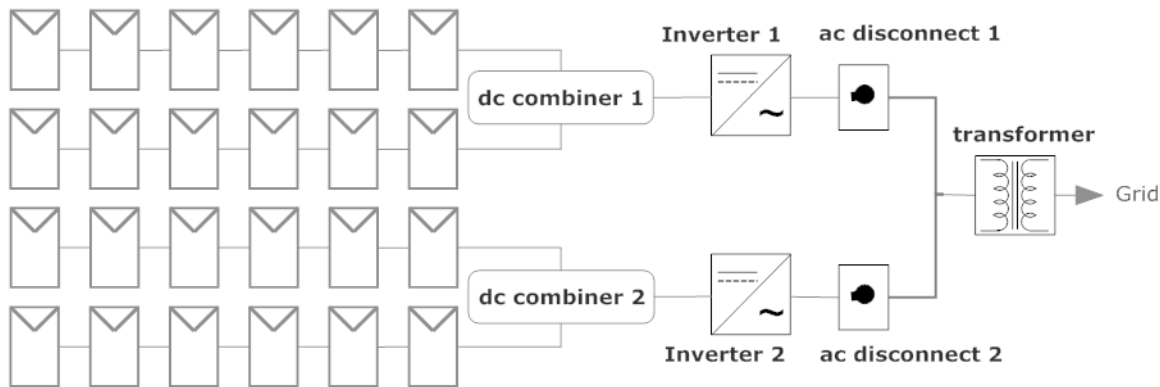 Inverter 1
ac disconnect 1
dc combiner 1
transformer
Grid
dc combiner 2
Inverter 2
ac disconnect 2